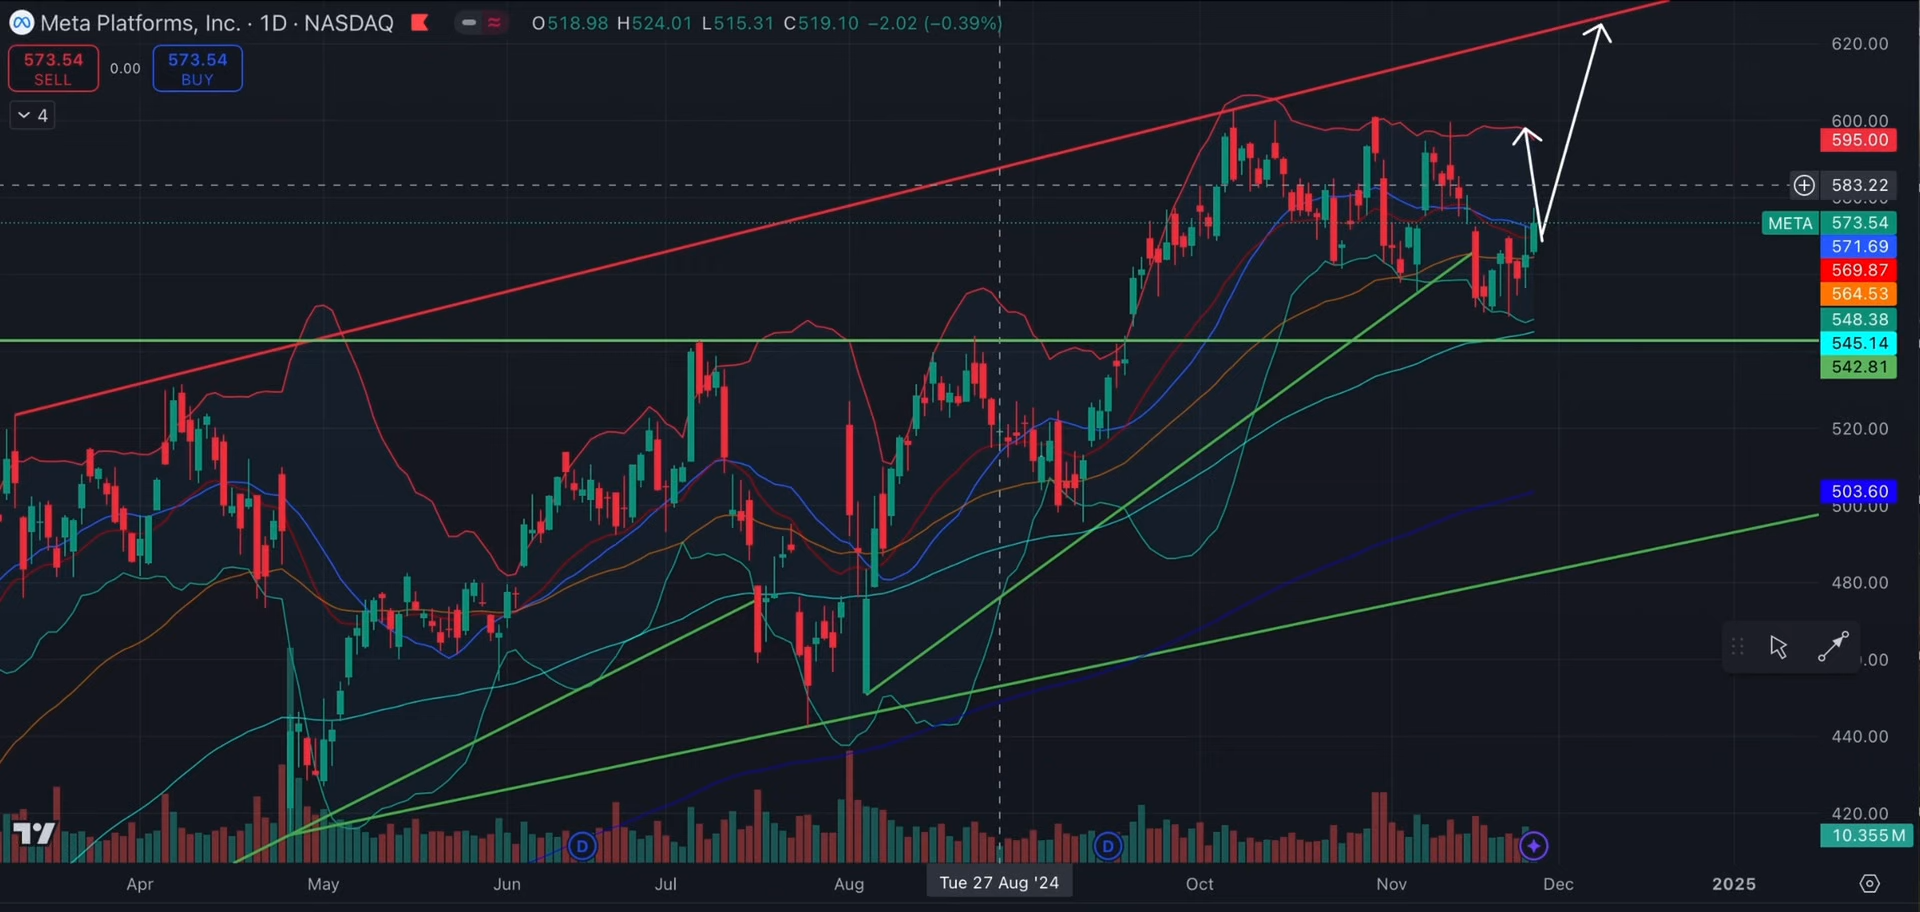 Meta Platforms, Inc. · 1D · NASDAQ O518.98 H524.01 L515.31 C519.10 −2.02 (−0.39%)
573.54 SELL
0.00
573.54 BUY
4
620.00
600.00
595.00
583.22
META 573.54
571.69
569.87
564.53
548.38
545.14
542.81
520.00
503.60
500.00
480.00
440.00
420.00
10.355 M
D
D
Apr May Jun Jul Aug Tue 27 Aug '24 Oct Nov Dec 2025